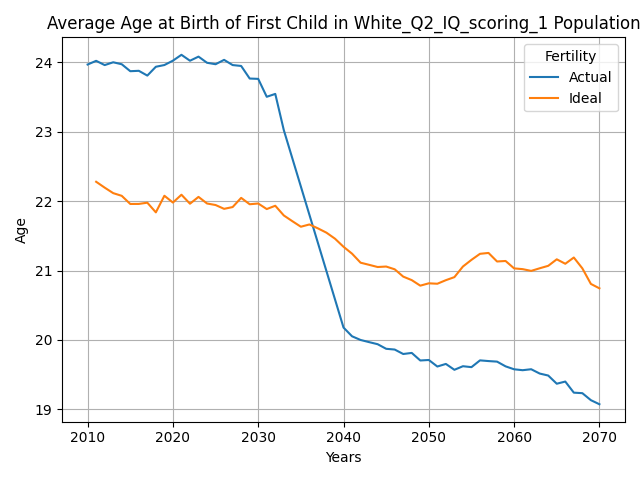 Average Age at Birth of First Child in White_Q2_IQ_scoring_1 Population
Fertility
Actual
Ideal
Age
24
23
22
21
20
19
2010 2020 2030 2040 2050 2060 2070
Years